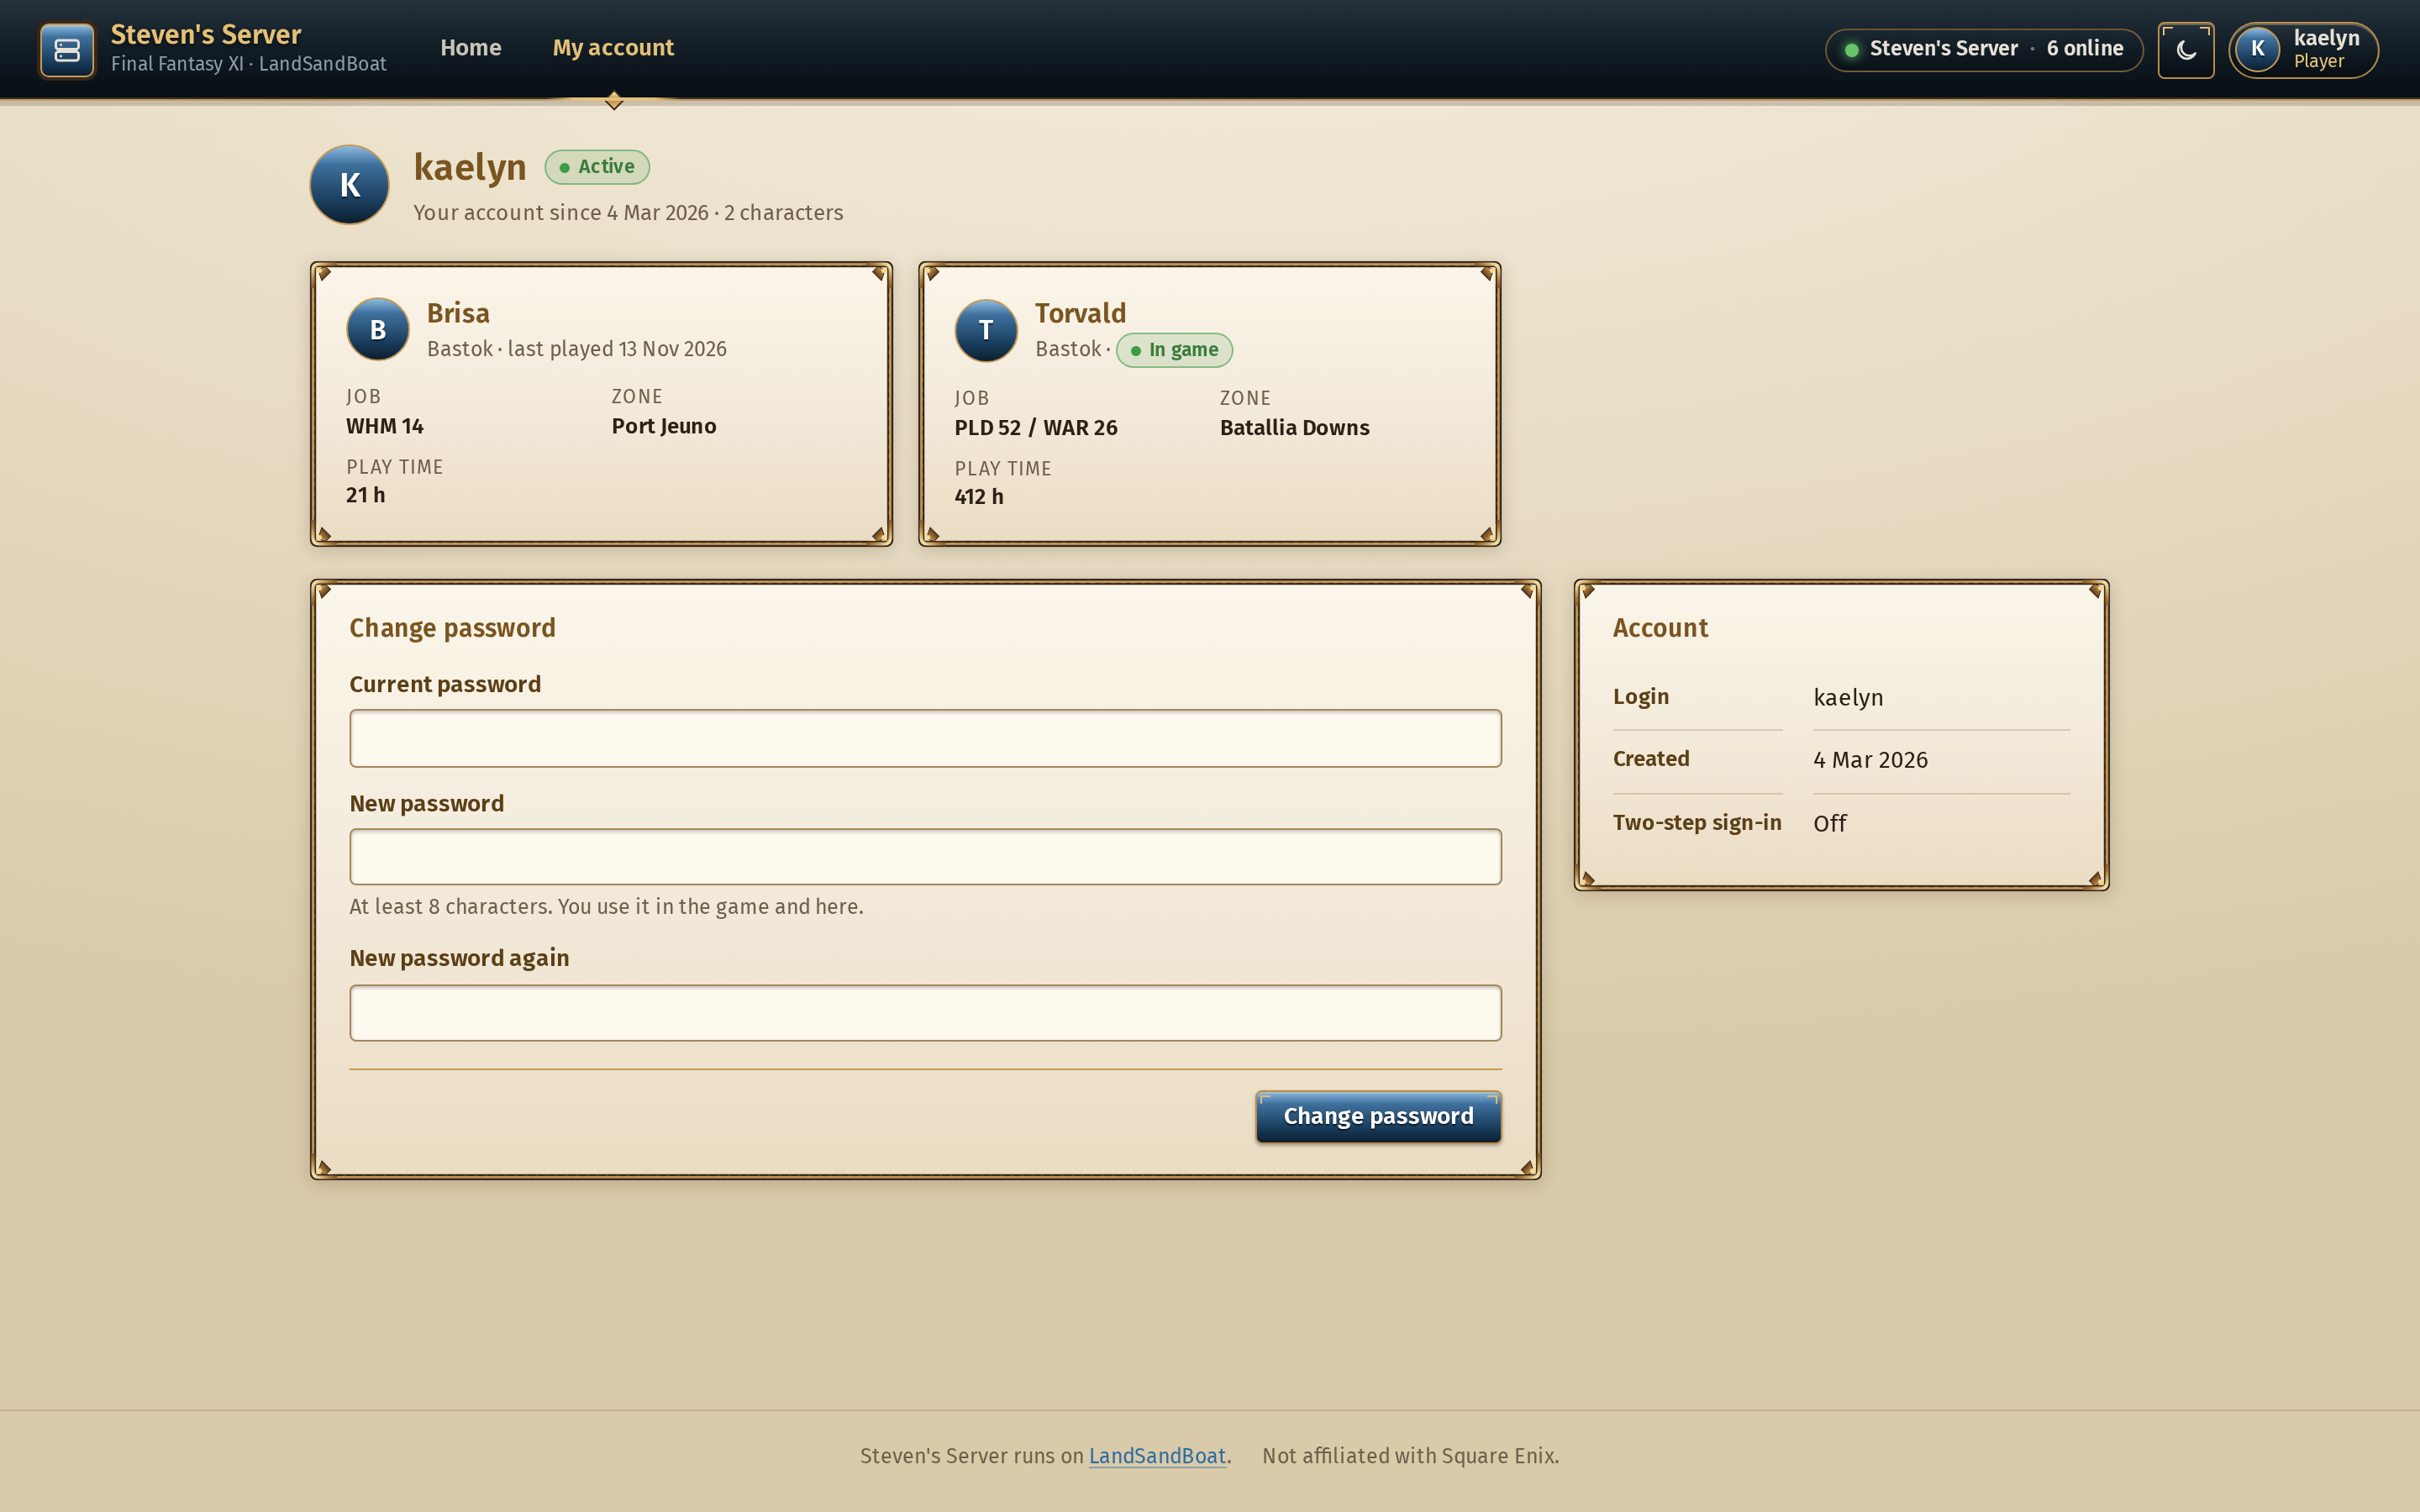 Steven's Server
Final Fantasy XI · LandSandBoat
Home
My account
Steven's Server · 6 online
K
kaelyn
Player
K
kaelyn
Active
Your account since 4 Mar 2026 · 2 characters
B
Brisa
Bastok · last played 13 Nov 2026
JOB
WHM 14
ZONE
Port Jeuno
PLAY TIME
21 h
T
Torvald
Bastok · In game
JOB
PLD 52 / WAR 26
ZONE
Batallia Downs
PLAY TIME
412 h
Change password
Current password
New password
At least 8 characters. You use it in the game and here.
New password again
Change password
Account
Login kaelyn
Created 4 Mar 2026
Two-step sign-in Off
Steven's Server runs on LandSandBoat. Not affiliated with Square Enix.